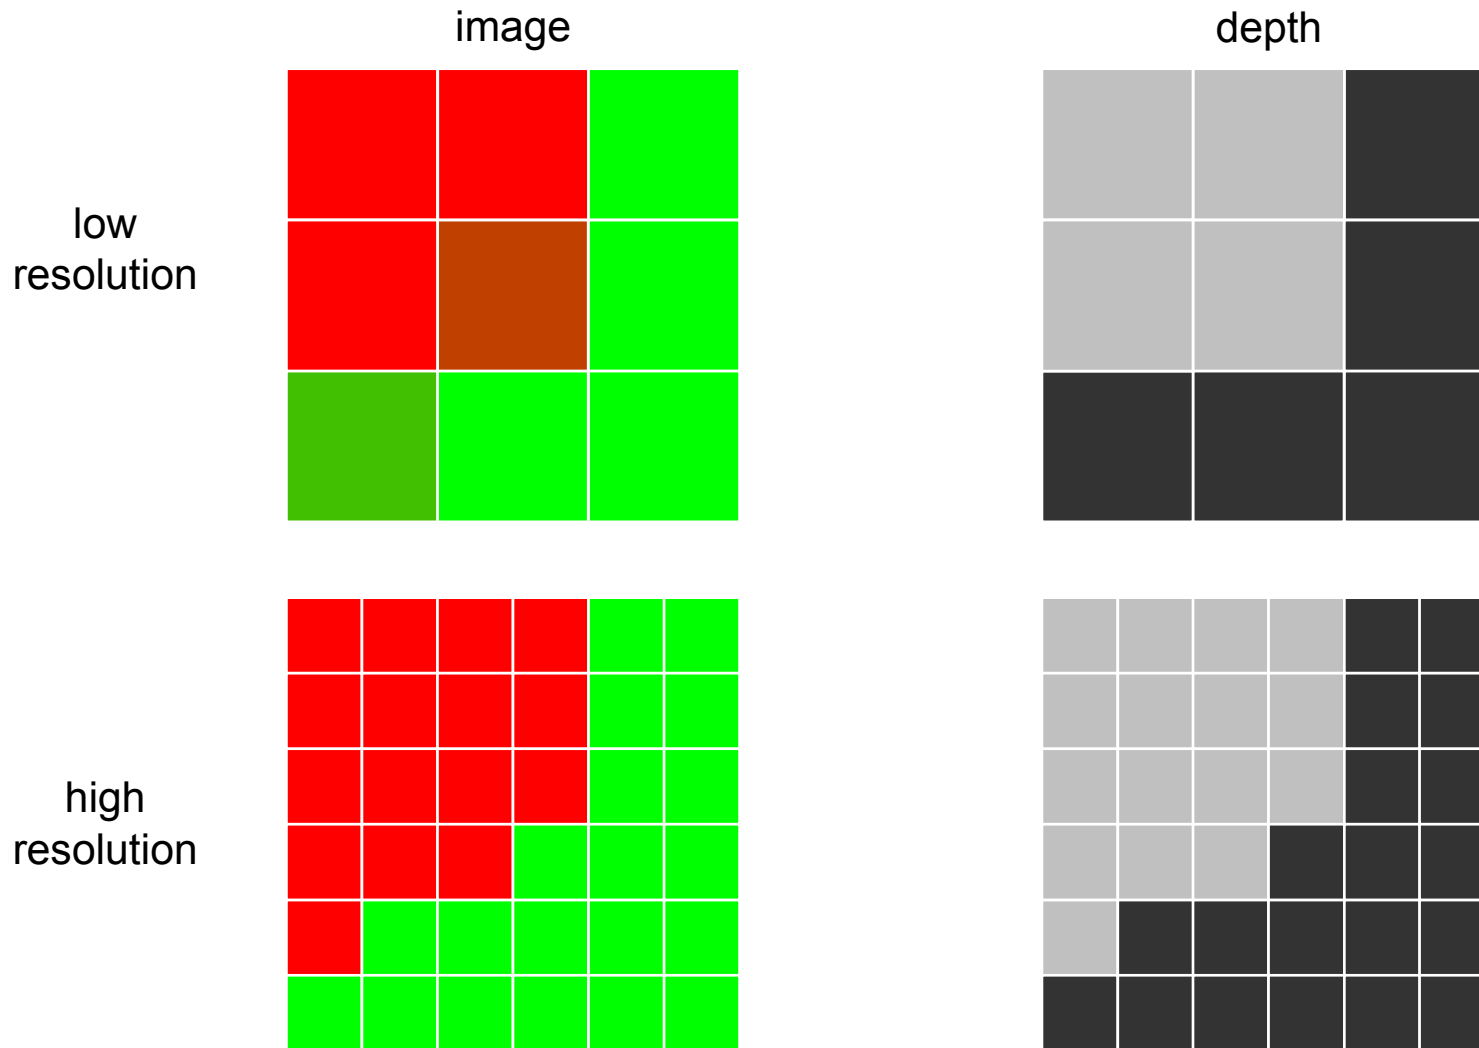 image
depth
low
resolution
high
resolution